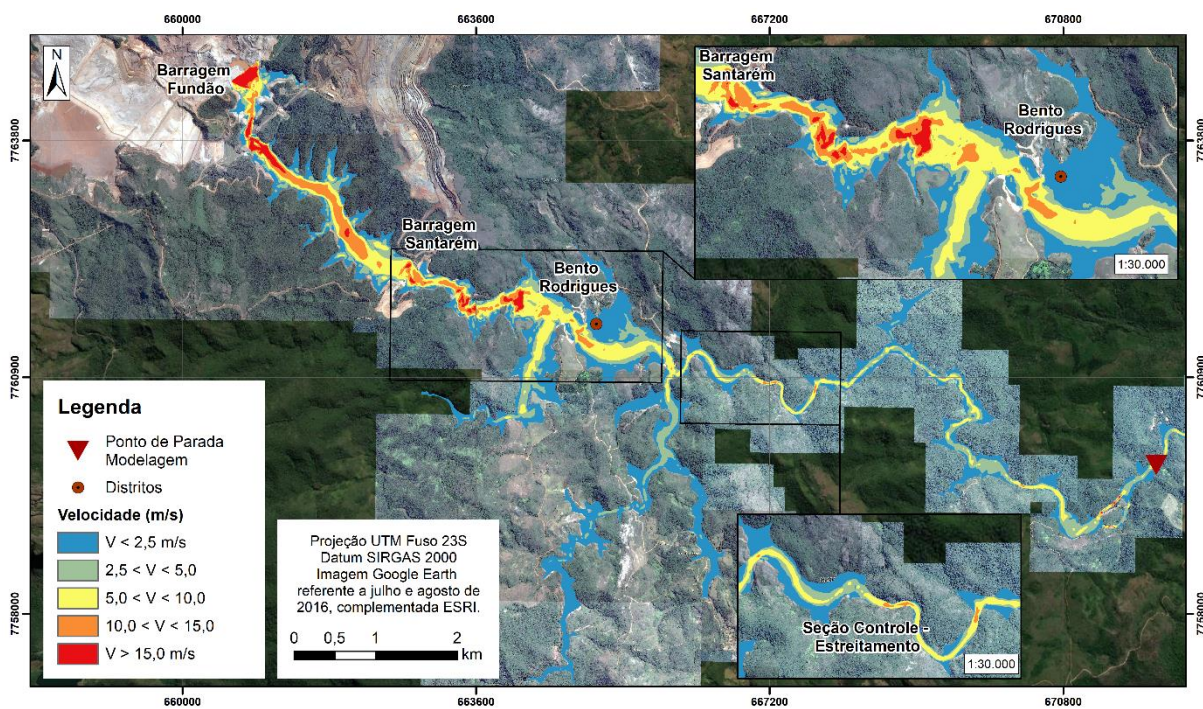 660000
663600
667200
670800
N
Barragem
Fundão
Barragem
Santarém
Bento
Rodrigues
1:30.000
7763800
7763800
Barragem
Santarém
Bento
Rodrigues
7760900
7760900
Legenda
Ponto de Parada
Modelagem
Distritos
Velocidade (m/s)
V < 2,5 m/s
2,5 < V < 5,0
5,0 < V < 10,0
10,0 < V < 15,0
V > 15,0 m/s
Projeção UTM Fuso 23S
Datum SIRGAS 2000
Imagem Google Earth
referente a julho e agosto de
2016, complementada ESRI.
0 0,5 1 2
km
Seção Controle -
Estreitamento
1:30.000
7758000
7758000
660000
663600
667200
670800